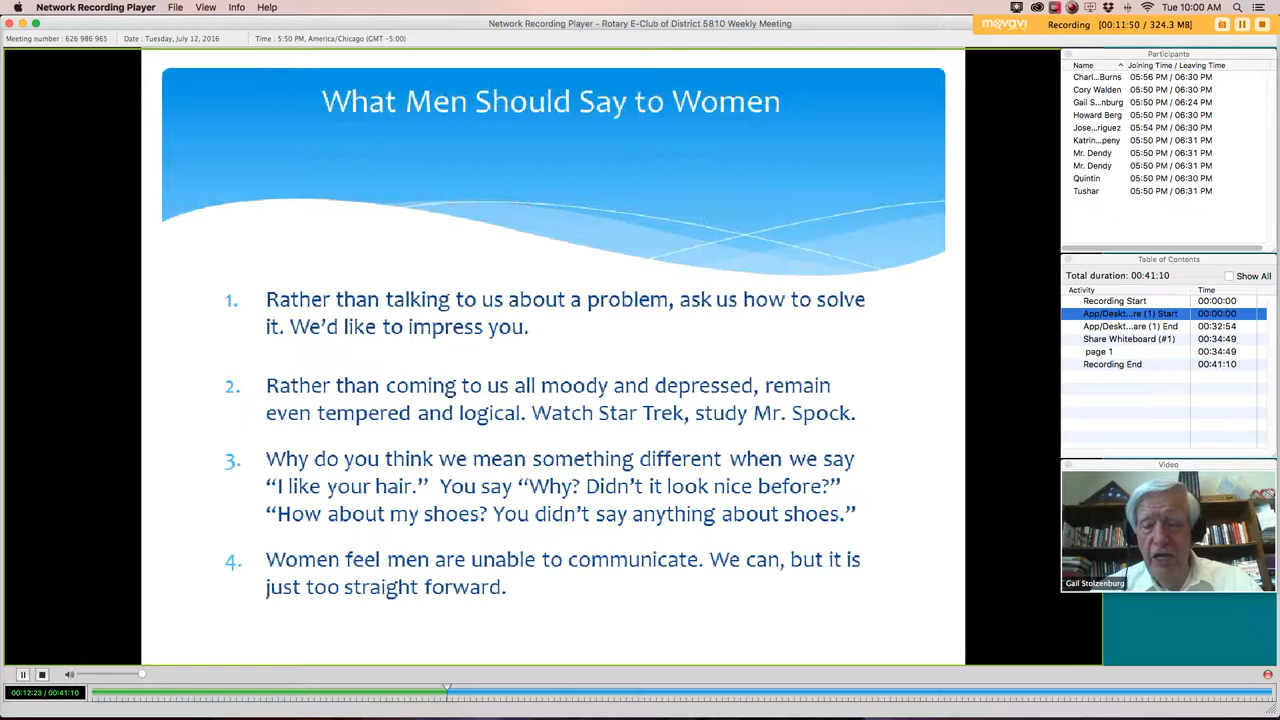 Network Recording Player File View Info Help
Tue 10:00 AM
Network Recording Player - Rotary E-Club of District 5810 Weekly Meeting
movavi Recording [00:11:50 / 324.3 MB]
Meeting number : 626 986 965 Date : Tuesday, July 12, 2016 Time : 5:50 PM, America/Chicago (GMT -5:00)
What Men Should Say to Women
1. Rather than talking to us about a problem, ask us how to solve
it. We'd like to impress you.
2. Rather than coming to us all moody and depressed, remain
even tempered and logical. Watch Star Trek, study Mr. Spock.
3. Why do you think we mean something different when we say
“I like your hair.” You say “Why? Didn't it look nice before?”
“How about my shoes? You didn't say anything about shoes.”
4. Women feel men are unable to communicate. We can, but it is
just too straight forward.
Participants
Name Joining Time / Leaving Time
Charl...Burns 05:56 PM / 06:30 PM
Cory Walden 05:50 PM / 06:30 PM
Gail S...nburg 05:50 PM / 06:24 PM
Howard Berg 05:50 PM / 06:30 PM
Jose...riguez 05:54 PM / 06:30 PM
Katrin...peny 05:50 PM / 06:31 PM
Mr. Dendy 05:50 PM / 06:31 PM
Mr. Dendy 05:50 PM / 06:31 PM
Quintin 05:50 PM / 06:30 PM
Tushar 05:50 PM / 06:31 PM
Table of Contents
Total duration: 00:41:10 Show All
Activity Time
Recording Start 00:00:00
App/Deskt...re (1) Start 00:00:00
App/Deskt...are (1) End 00:32:54
Share Whiteboard (#1) 00:34:49
page 1 00:34:49
Recording End 00:41:10
Video
Gail Stolzenburg
00:12:23 / 00:41:10